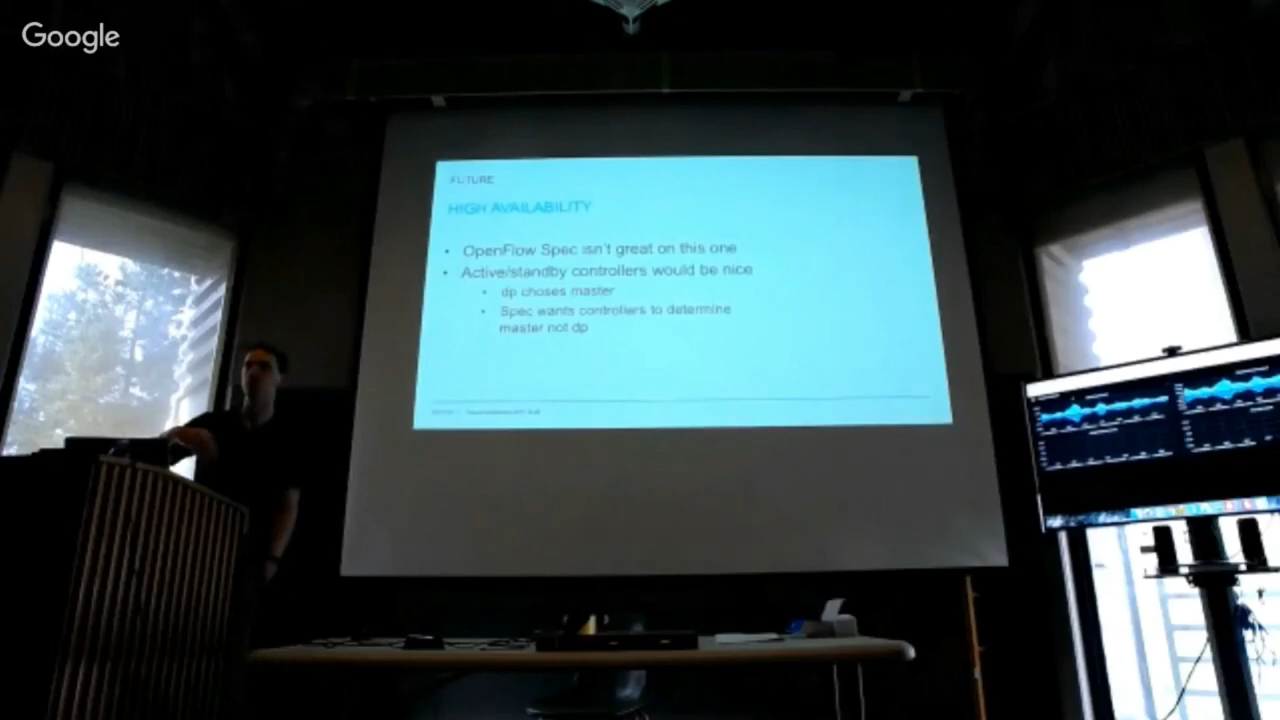 Google
FUTURE
HIGH AVAILABILITY
• OpenFlow Spec isn't great on this one
• Active/standby controllers would be nice
• dp choses master
• Spec wants controllers to determine
master not dp